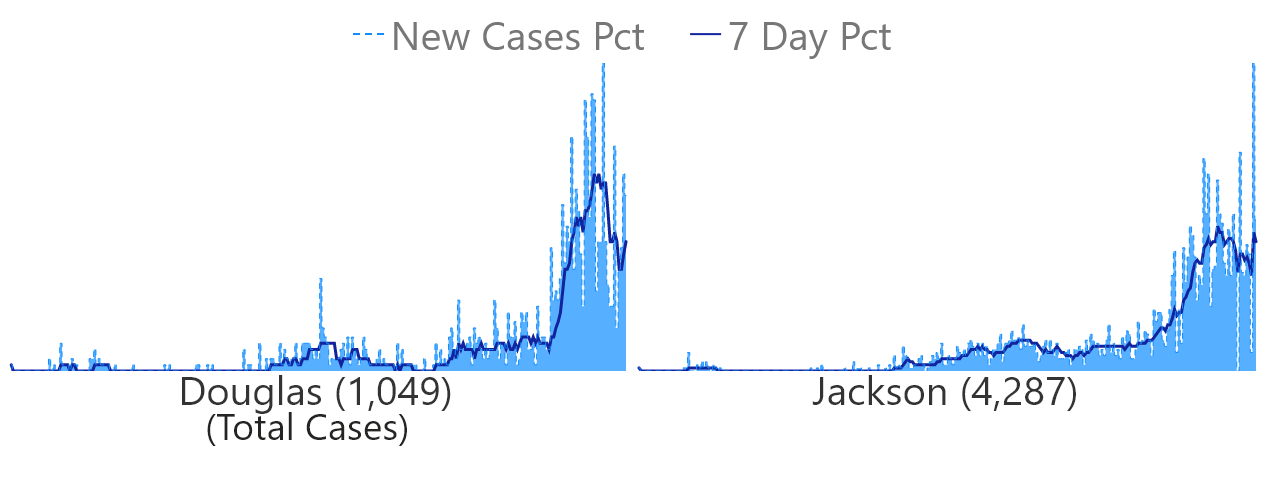 New Cases Pct 7 Day Pct
Douglas (1,049) Jackson (4,287)
(Total Cases)